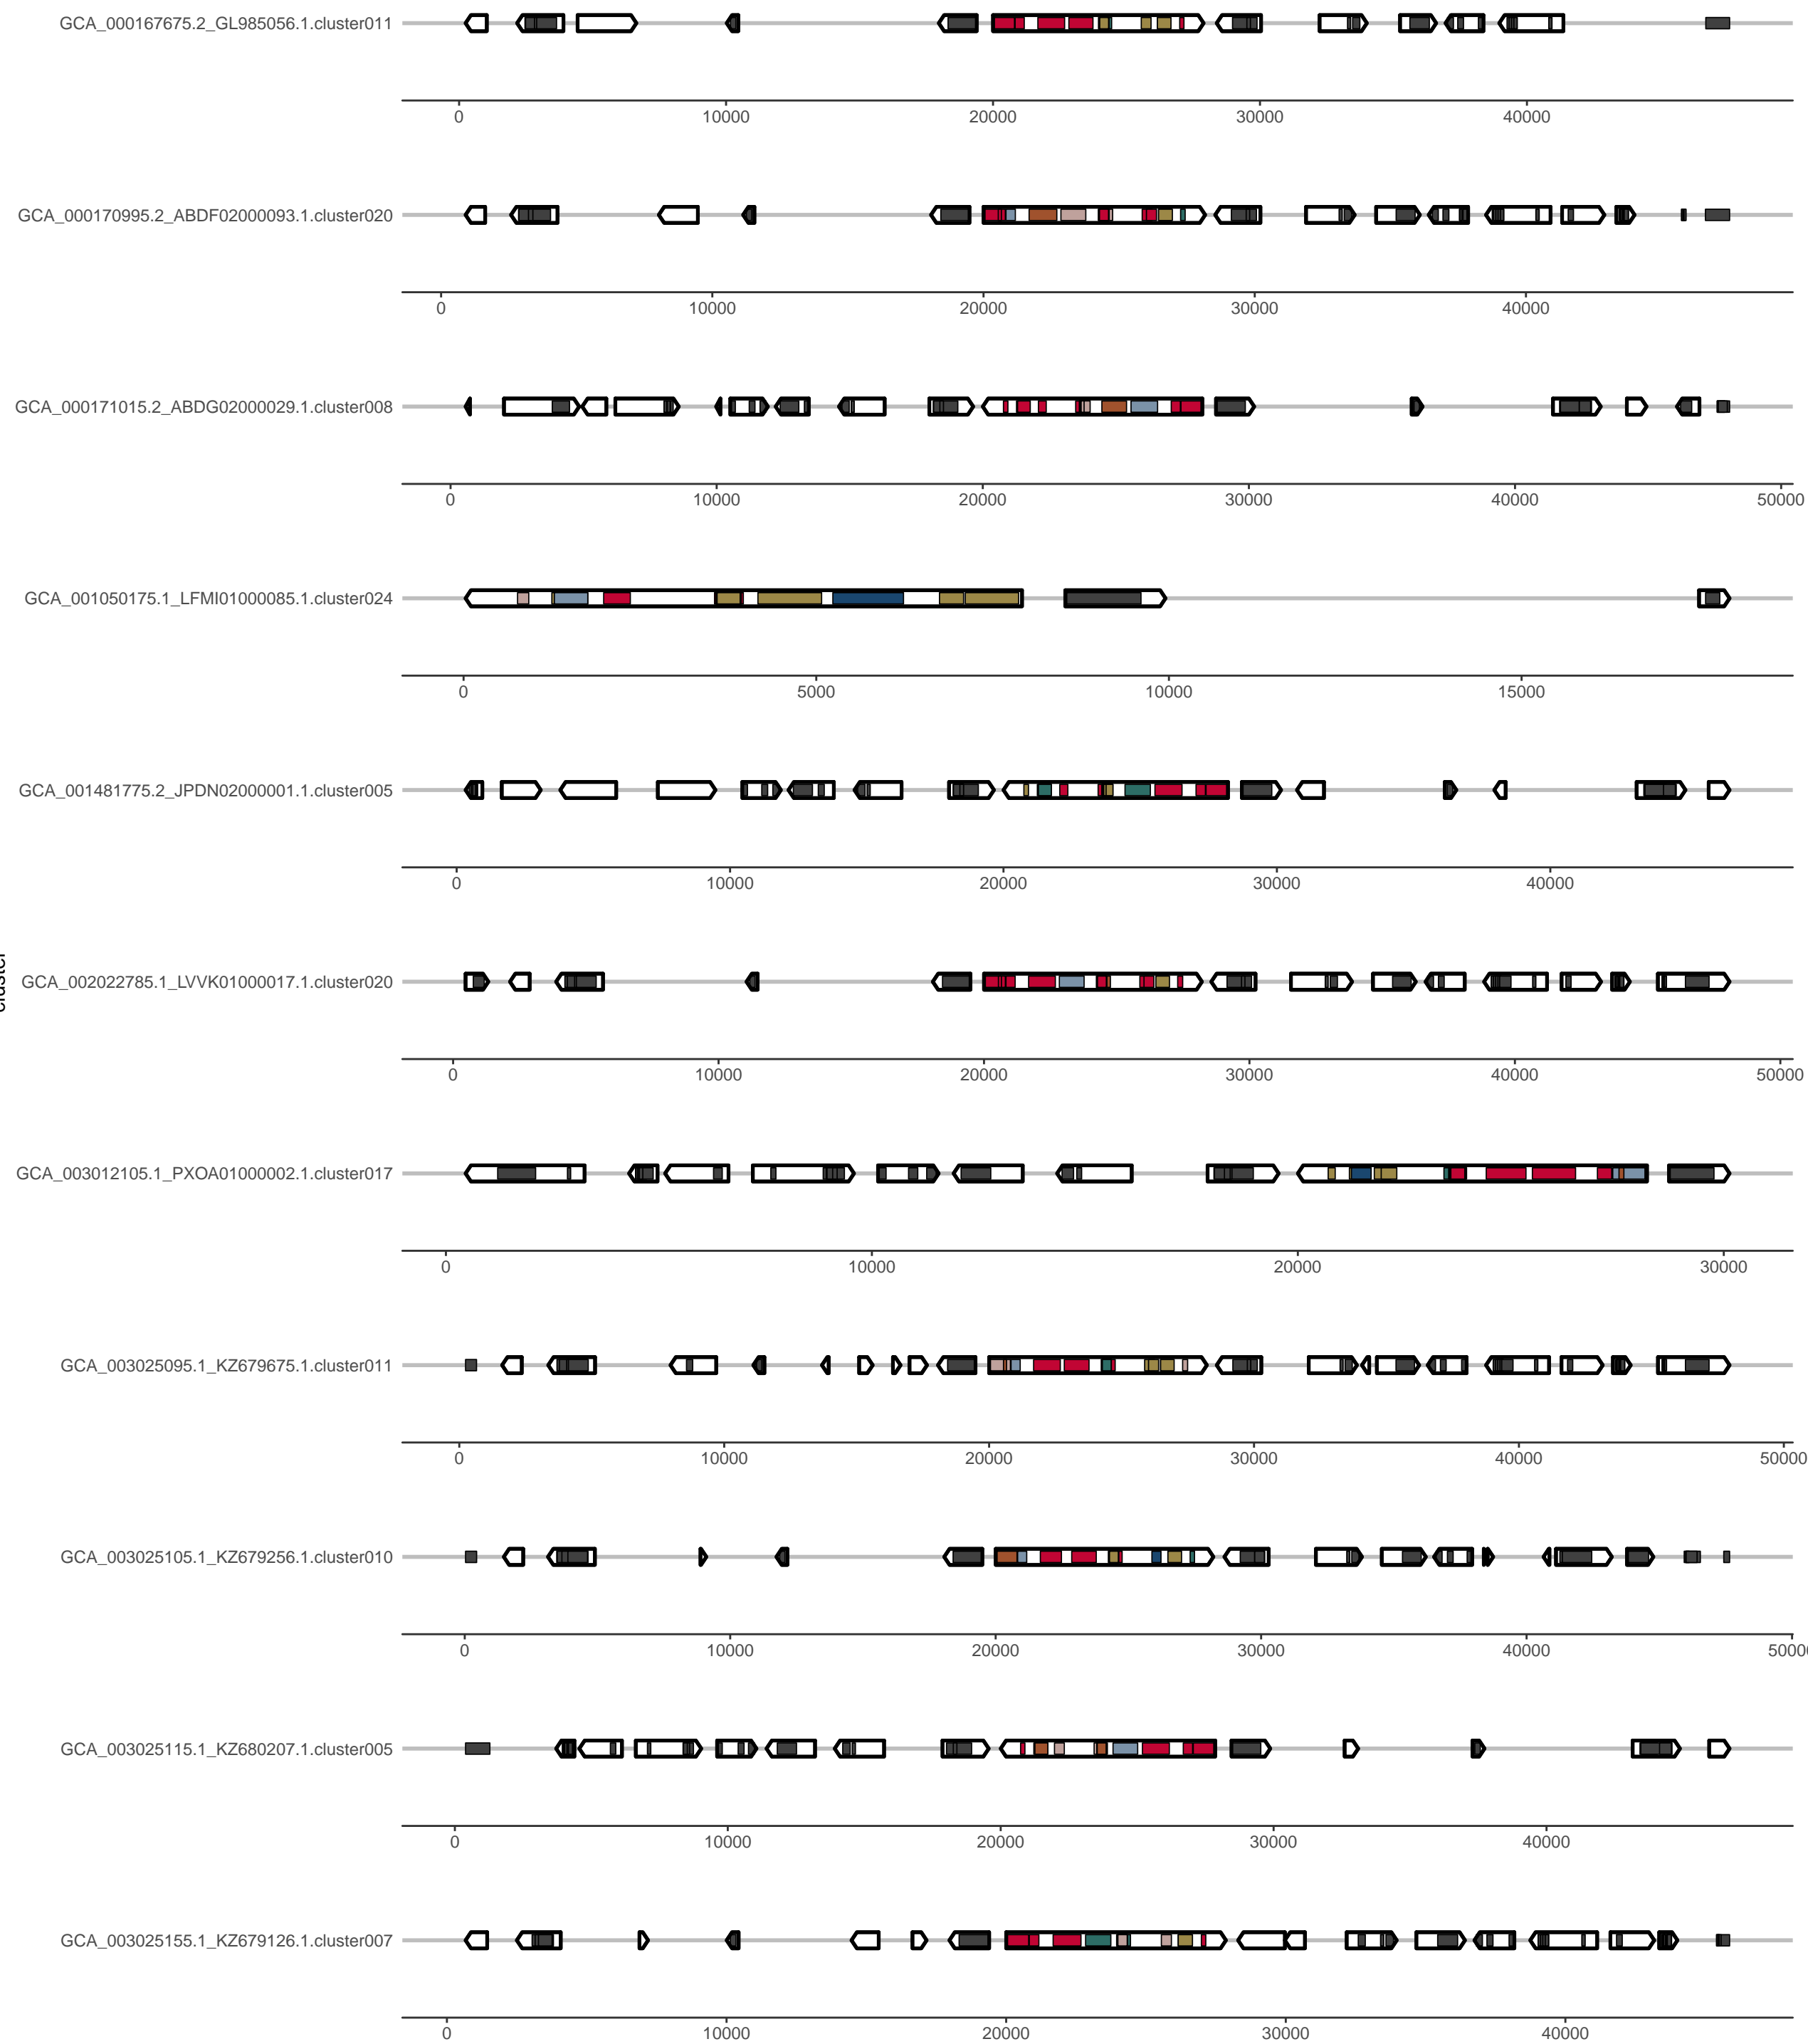 GCA_000167675.2_GL985056.1.cluster011
0 10000 20000 30000 40000
GCA_000170995.2_ABDF02000093.1.cluster020
0 10000 20000 30000 40000
GCA_000171015.2_ABDG02000029.1.cluster008
0 10000 20000 30000 40000 50000
GCA_001050175.1_LFMI01000085.1.cluster024
0 5000 10000 15000
GCA_001481775.2_JPDN02000001.1.cluster005
0 10000 20000 30000 40000
cluster
GCA_002022785.1_LVVK01000017.1.cluster020
0 10000 20000 30000 40000 50000
GCA_003012105.1_PXOA01000002.1.cluster017
0 10000 20000 30000
GCA_003025095.1_KZ679675.1.cluster011
0 10000 20000 30000 40000 50000
GCA_003025105.1_KZ679256.1.cluster010
0 10000 20000 30000 40000 50000
GCA_003025115.1_KZ680207.1.cluster005
0 10000 20000 30000 40000
GCA_003025155.1_KZ679126.1.cluster007
0 10000 20000 30000 40000